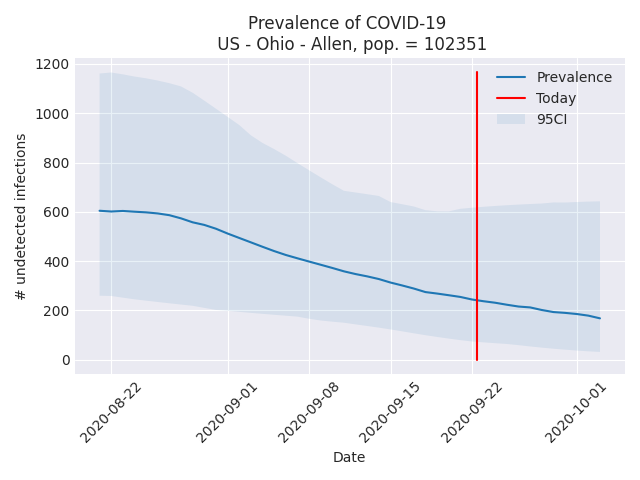 Prevalence of COVID-19
US - Ohio - Allen, pop. = 102351
1200
1000
800
600
400
200
0
# undetected infections
Prevalence
Today
95CI
2020-08-22
2020-09-01
2020-09-08
2020-09-15
2020-09-22
2020-10-01
Date